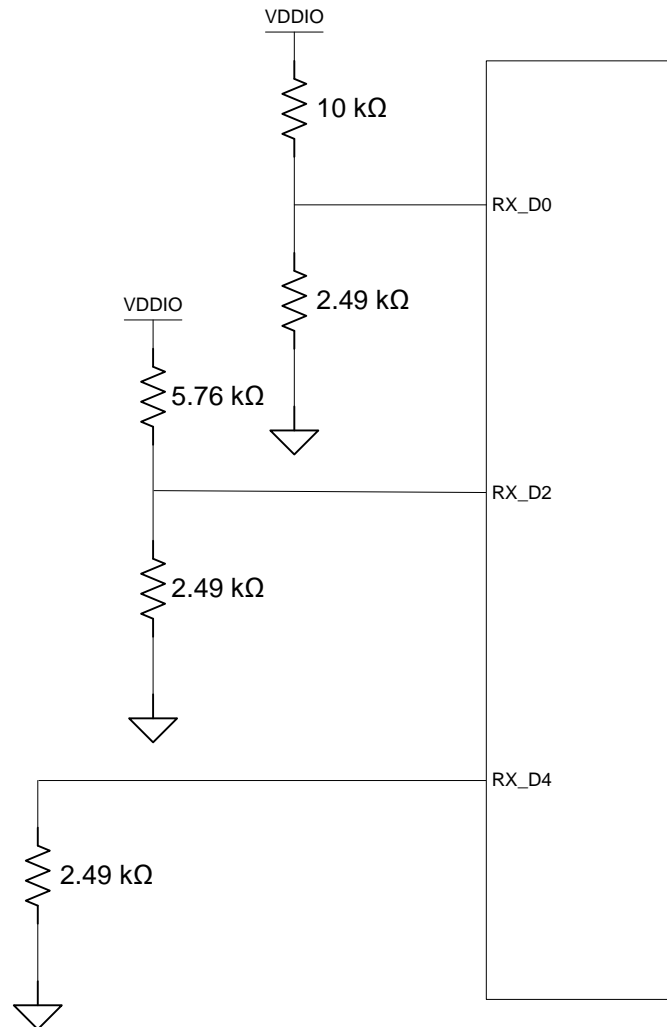 VDDIO
10 kΩ
RX_D0
2.49 kΩ
VDDIO
5.76 kΩ
RX_D2
2.49 kΩ
RX_D4
2.49 kΩ